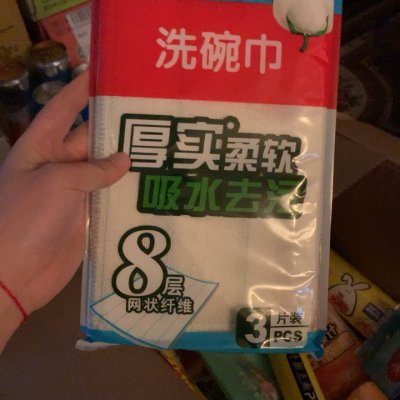 洗碗巾
厚实柔软
吸水去污
8层
网状纤维
3片装
PCS